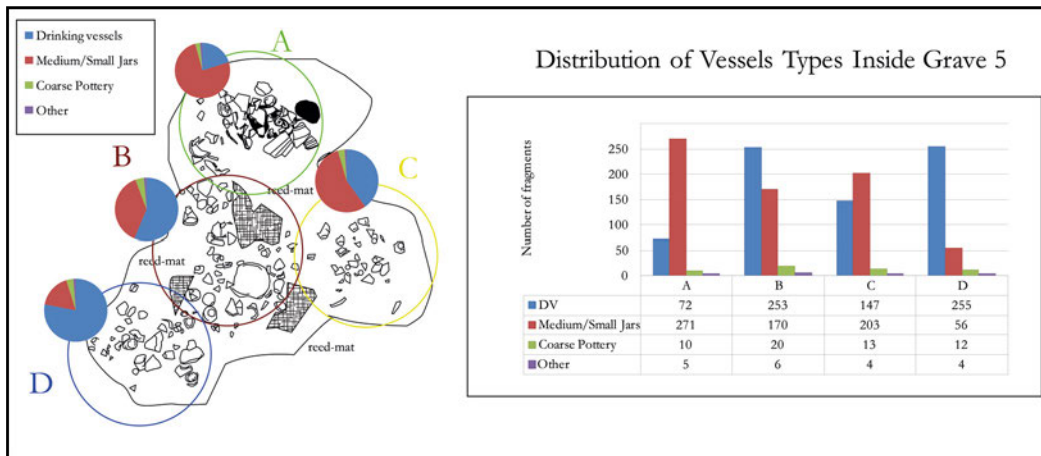 Drinking vessels
Medium/Small Jars
Coarse Pottery
Other
A
B
C
D
reed-mat
reed-mat
reed-mat
Distribution of Vessels Types Inside Grave 5
Number of fragments
250
200
150
100
50
0
A B C D
DV 72 253 147 255
Medium/Small Jars 271 170 203 56
Coarse Pottery 10 20 13 12
Other 5 6 4 4